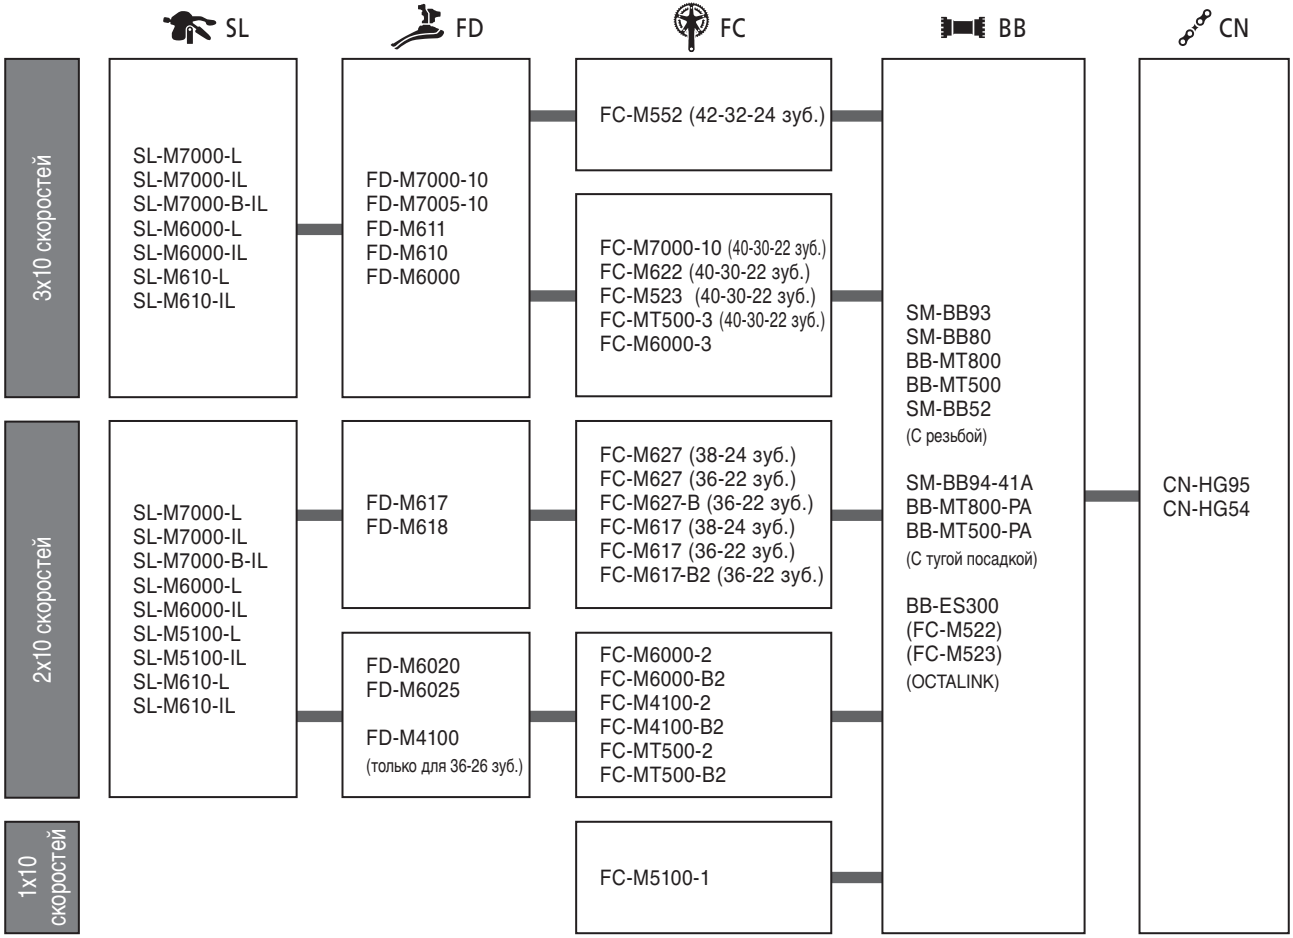 SL
FD
FC
BB
CN
3x10 скоростей
SL-M7000-L
SL-M7000-IL
SL-M7000-B-IL
SL-M6000-L
SL-M6000-IL
SL-M610-L
SL-M610-IL
FD-M7000-10
FD-M7005-10
FD-M611
FD-M610
FD-M6000
FC-M552 (42-32-24 зуб.)
FC-M7000-10 (40-30-22 зуб.)
FC-M622 (40-30-22 зуб.)
FC-M523 (40-30-22 зуб.)
FC-MT500-3 (40-30-22 зуб.)
FC-M6000-3
2x10 скоростей
SL-M7000-L
SL-M7000-IL
SL-M7000-B-IL
SL-M6000-L
SL-M6000-IL
SL-M5100-L
SL-M5100-IL
SL-M610-L
SL-M610-IL
FD-M617
FD-M618
FC-M627 (38-24 зуб.)
FC-M627 (36-22 зуб.)
FC-M627-B (36-22 зуб.)
FC-M617 (38-24 зуб.)
FC-M617 (36-22 зуб.)
FC-M617-B2 (36-22 зуб.)
FD-M6020
FD-M6025
FD-M4100
(только для 36-26 зуб.)
FC-M6000-2
FC-M6000-B2
FC-M4100-2
FC-M4100-B2
FC-MT500-2
FC-MT500-B2
1x10
скоростей
FC-M5100-1
SM-BB93
SM-BB80
BB-MT800
BB-MT500
SM-BB52
(С резьбой)
SM-BB94-41A
BB-MT800-PA
BB-MT500-PA
(С тугой посадкой)
BB-ES300
(FC-M522)
(FC-M523)
(OCTALINK)
CN-HG95
CN-HG54